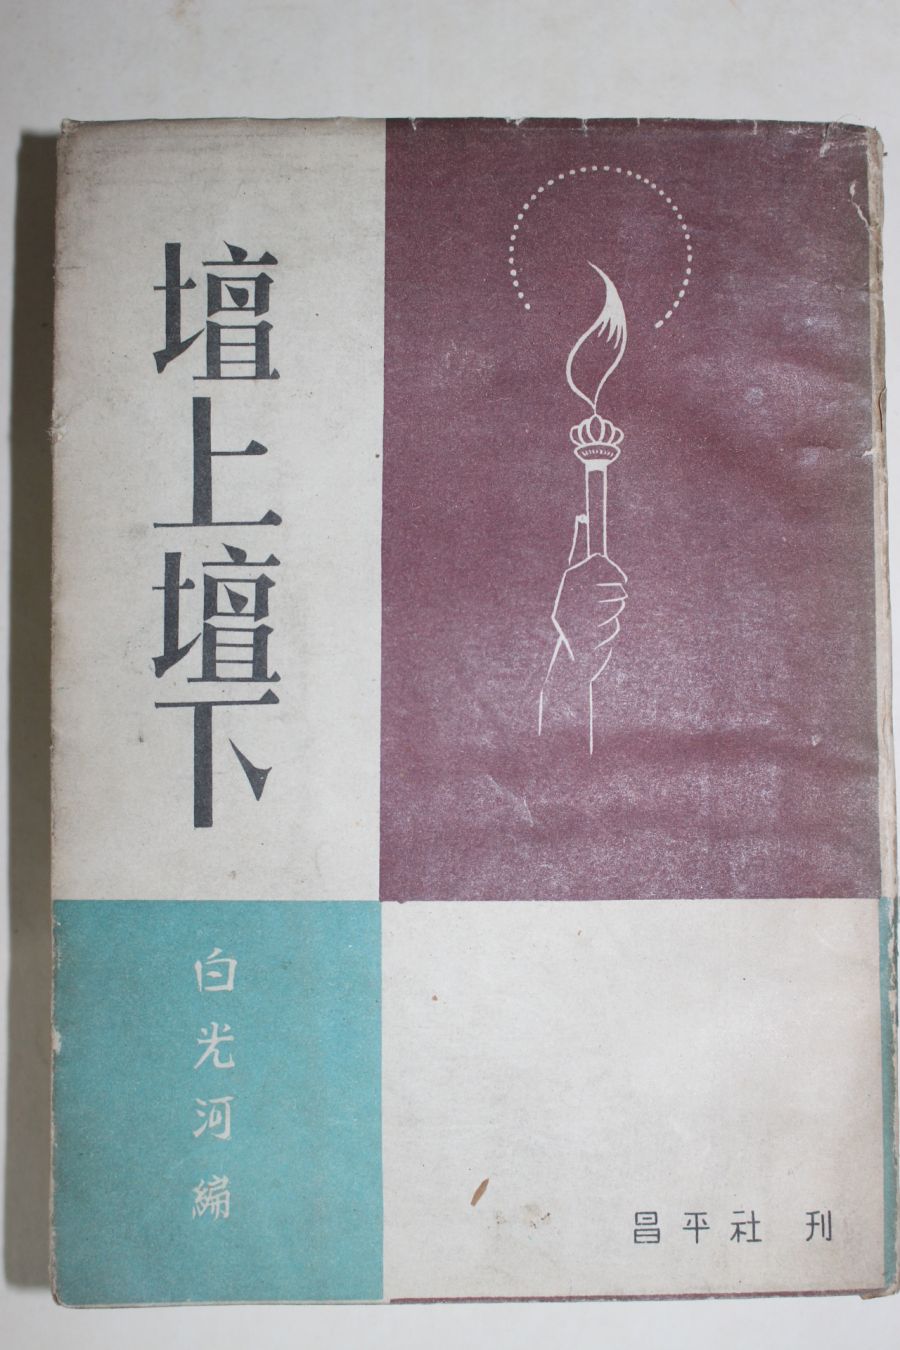 壇上壇下
白光河 編
昌平社 刊